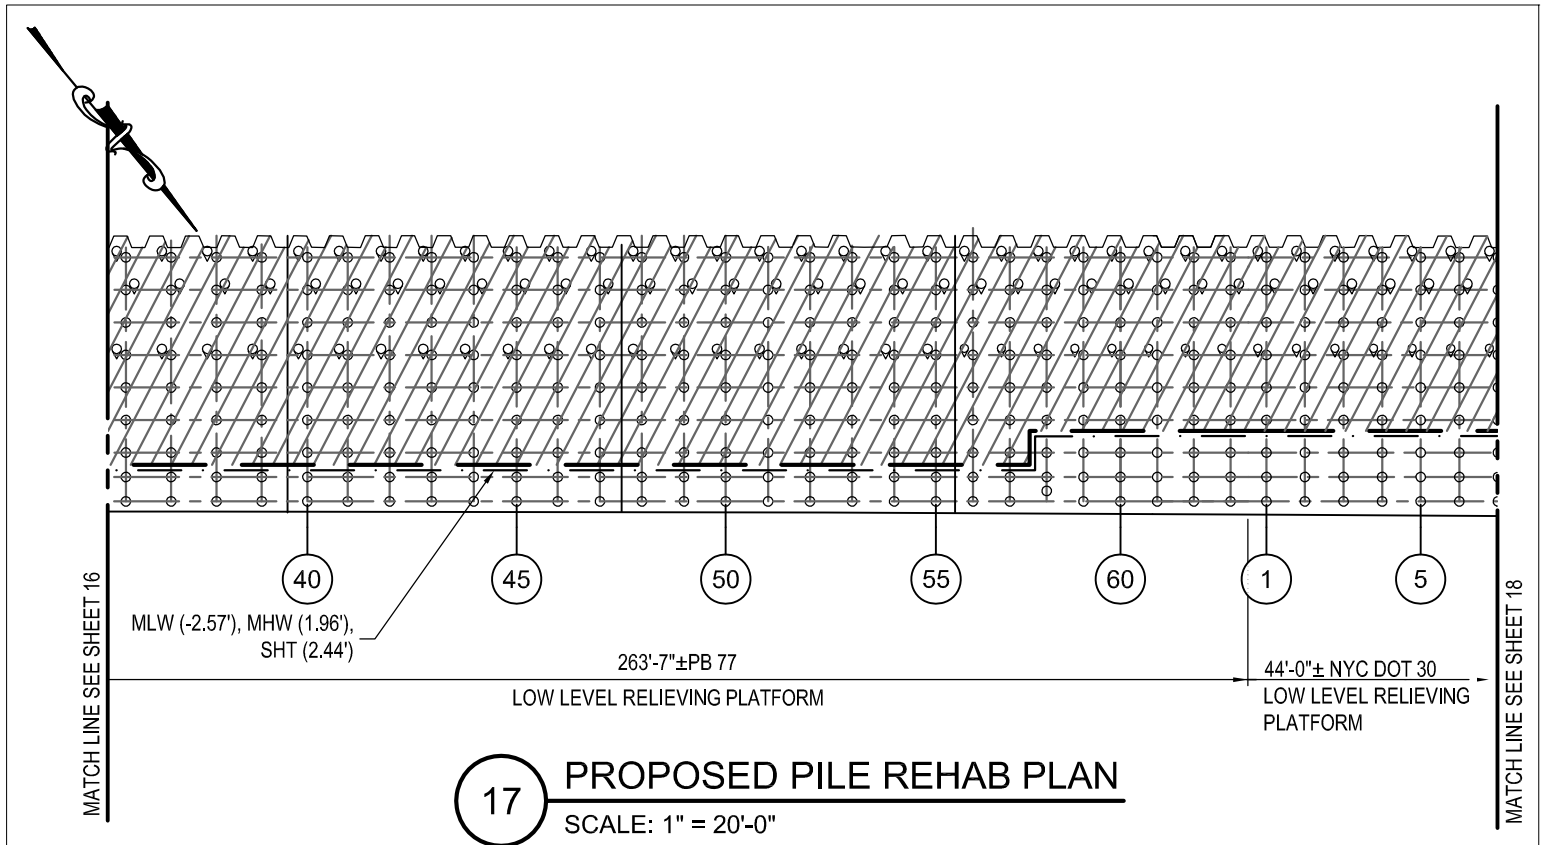 40
45
50
55
60
1
5
MLW (-2.57'), MHW (1.96'),
SHT (2.44')
263'-7"±PB 77
LOW LEVEL RELIEVING PLATFORM
44'-0"± NYC DOT 30
LOW LEVEL RELIEVING
PLATFORM
MATCH LINE SEE SHEET 16
MATCH LINE SEE SHEET 18
17
PROPOSED PILE REHAB PLAN
SCALE: 1" = 20'-0"